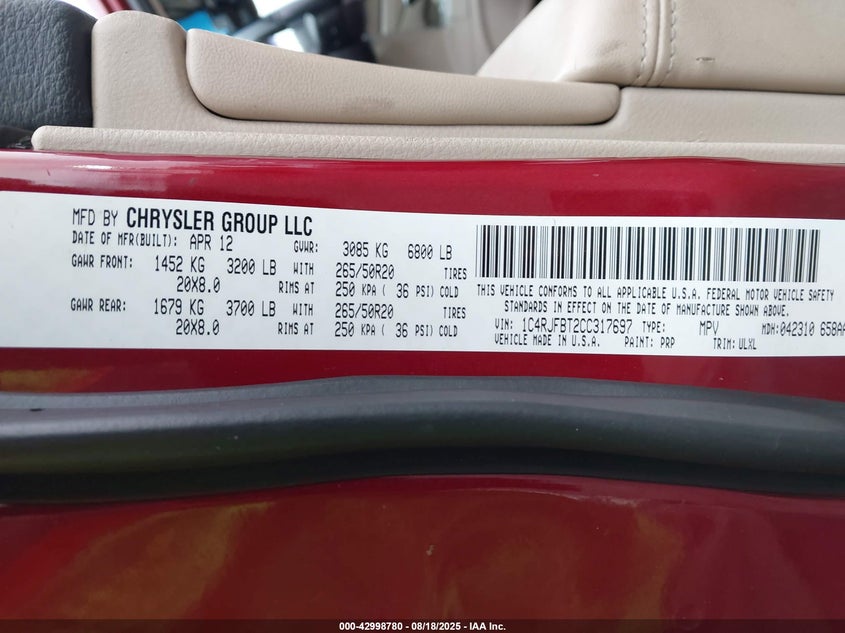 MFD BY CHRYSLER GROUP LLC
DATE OF MFR(BUILT): APR 12 GVWR: 3085 KG 6800 LB
GAWR FRONT: 1452 KG 3200 LB WITH 265/50R20 TIRES
20X8.0 RIMS AT 250 KPA ( 36 PSI) COLD
GAWR REAR: 1679 KG 3700 LB WITH 265/50R20 TIRES
20X8.0 RIMS AT 250 KPA ( 36 PSI) COLD
THIS VEHICLE CONFORMS TO ALL APPLICABLE U.S.A. FEDERAL MOTOR VEHICLE SAFETY
STANDARDS IN EFFECT ON THE DATE OF MANUFACTURE SHOWN ABOVE.
VIN: 1C4RJFBT2CC317697 TYPE: MPV MDH: 042310 658A
VEHICLE MADE IN U.S.A. PAINT: PRP TRIM: ULXL
000-42998780 | 08/18/2025 - IAA Inc.